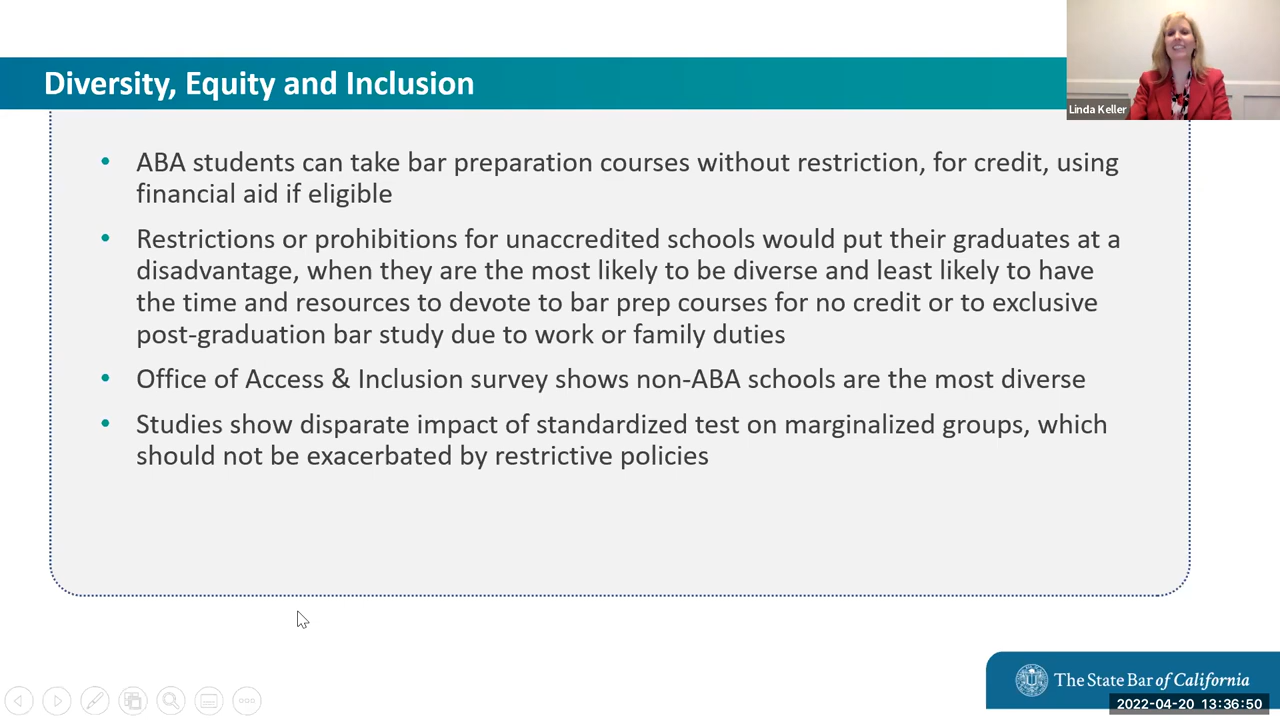 Diversity, Equity and Inclusion
Linda Keller
• ABA students can take bar preparation courses without restriction, for credit, using
financial aid if eligible
• Restrictions or prohibitions for unaccredited schools would put their graduates at a
disadvantage, when they are the most likely to be diverse and least likely to have
the time and resources to devote to bar prep courses for no credit or to exclusive
post-graduation bar study due to work or family duties
• Office of Access & Inclusion survey shows non-ABA schools are the most diverse
• Studies show disparate impact of standardized test on marginalized groups, which
should not be exacerbated by restrictive policies
The State Bar of California
2022-04-20 13:36:50